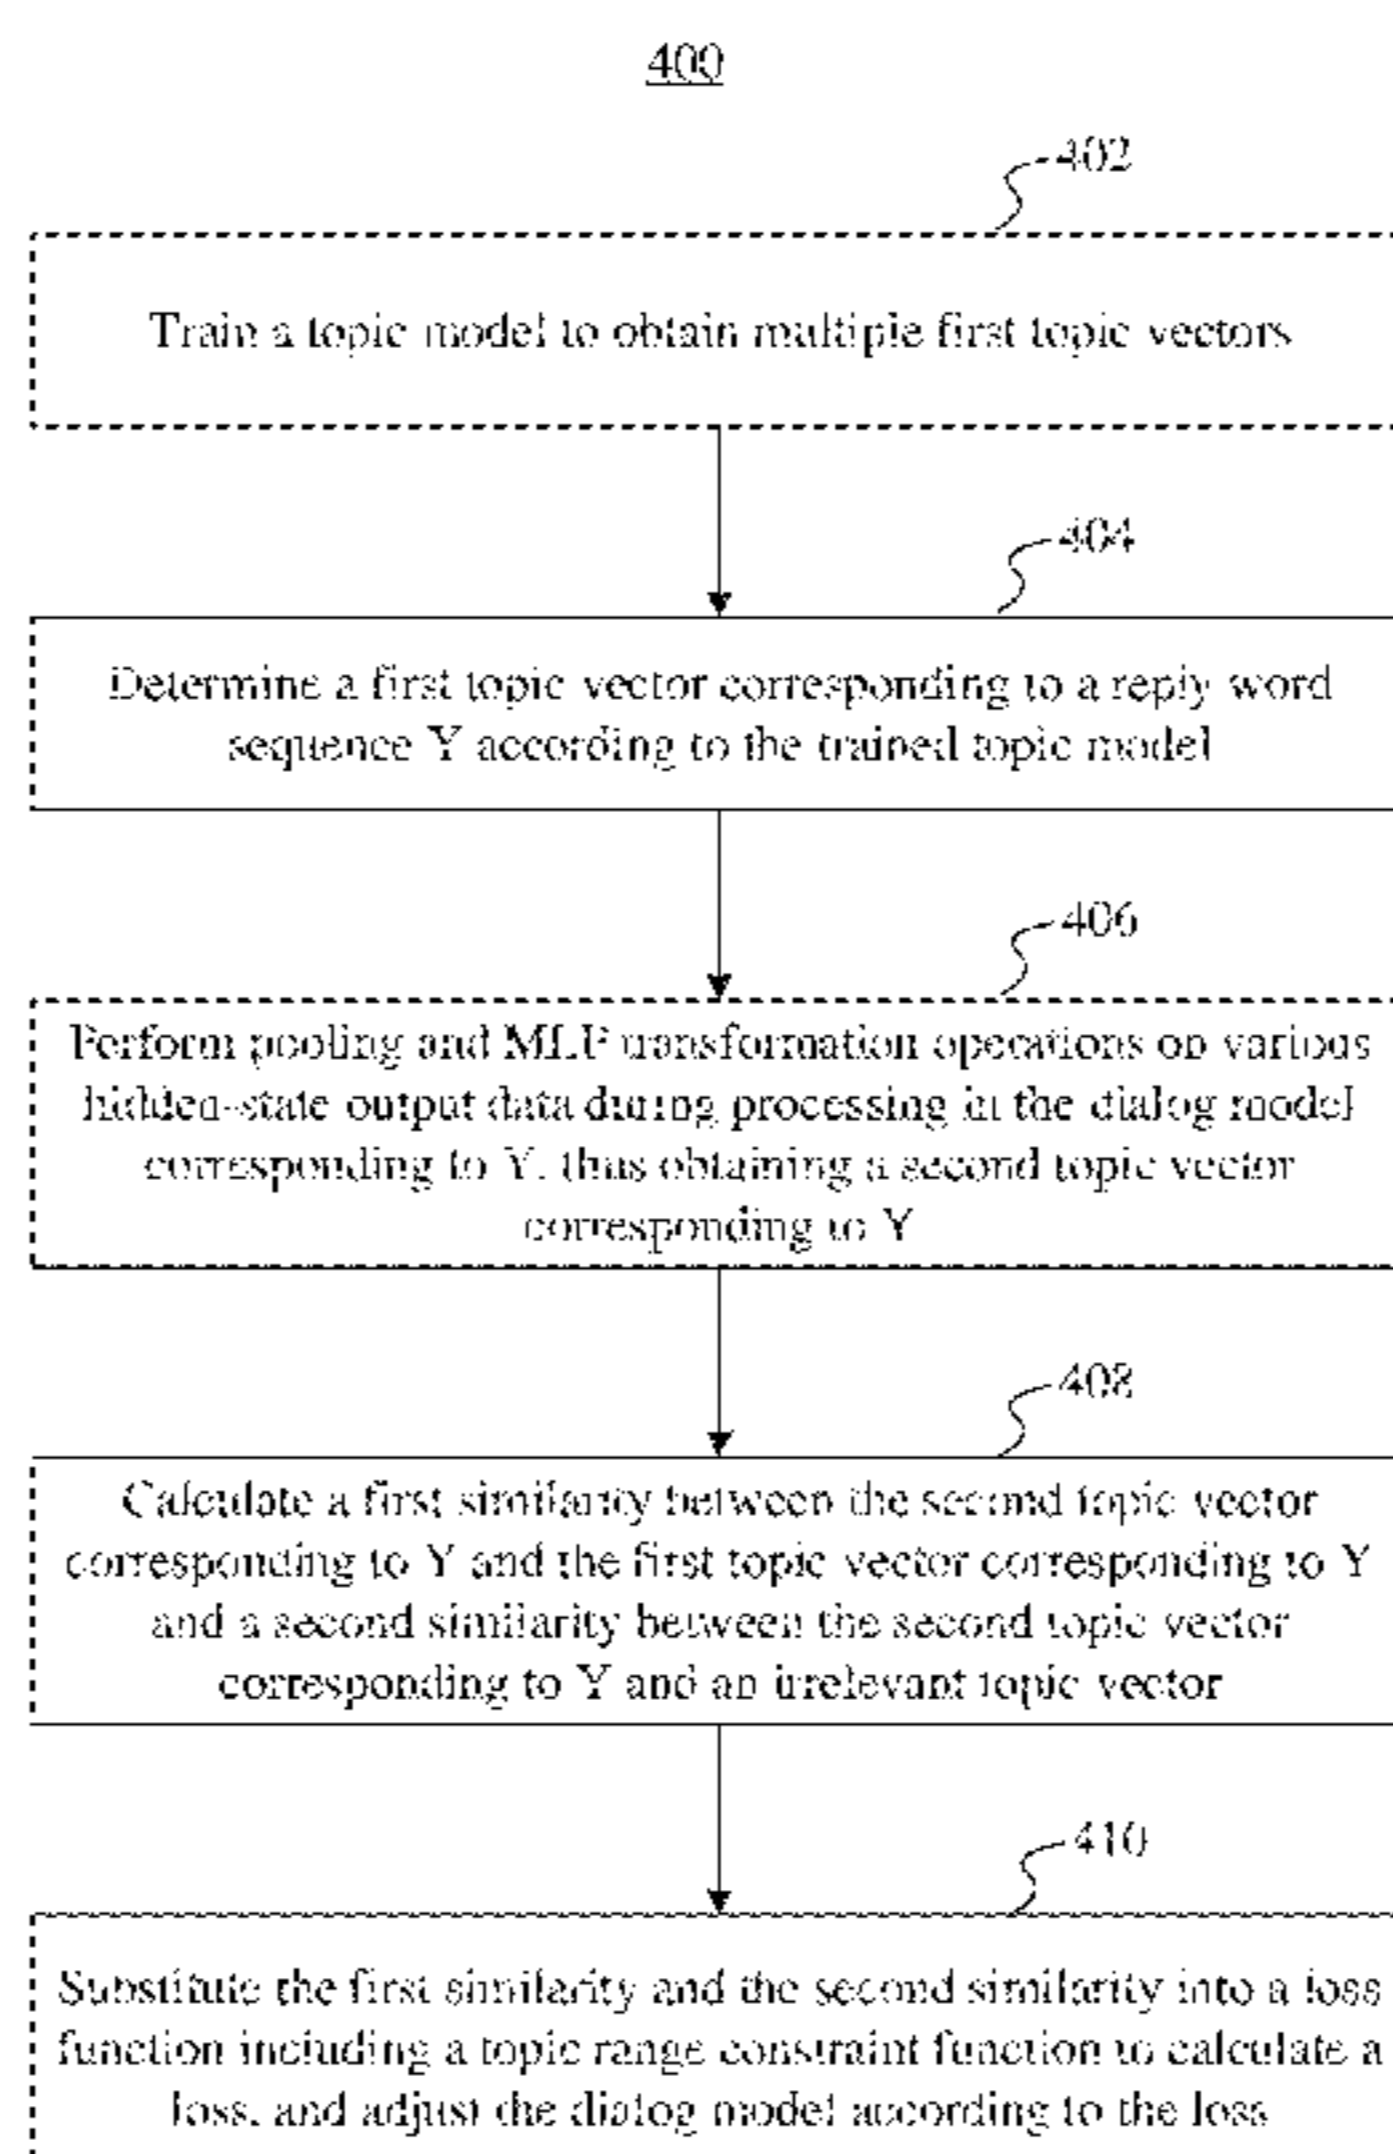 400
402
Train a topic model to obtain multiple first topic vectors
404
Determine a first topic vector corresponding to a reply word
sequence Y according to the trained topic model
406
Perform pooling and MLP transformation operations on various
hidden-state output data during processing in the dialog model
corresponding to Y, thus obtaining a second topic vector
corresponding to Y
408
Calculate a first similarity between the second topic vector
corresponding to Y and the first topic vector corresponding to Y
and a second similarity between the second topic vector
corresponding to Y and an irrelevant topic vector
410
Substitute the first similarity and the second similarity into a loss
function including a topic range constraint function to calculate a
loss, and adjust the dialog model according to the loss